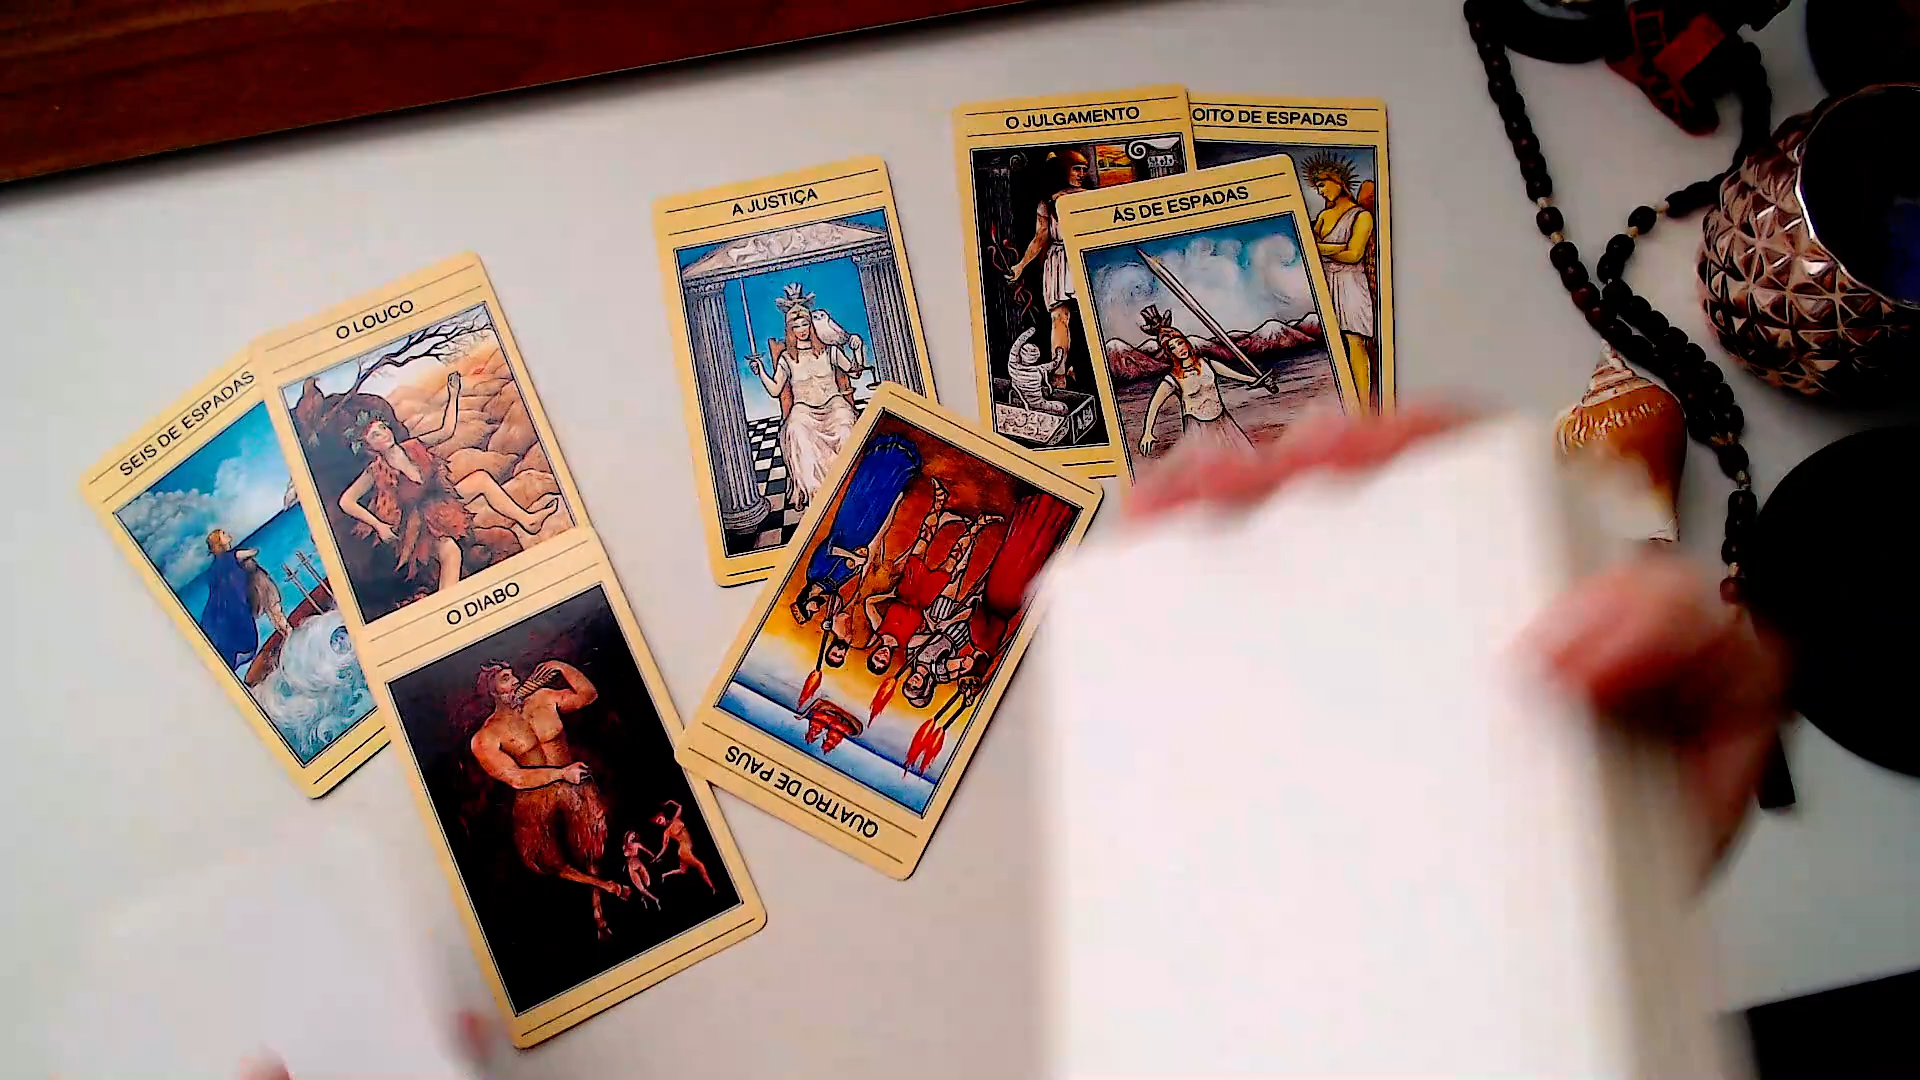 SEIS DE ESPADAS
O LOUCO
O DIABO
A JUSTIÇA
QUATRO DE PAUS
O JULGAMENTO
ÁS DE ESPADAS
OITO DE ESPADAS